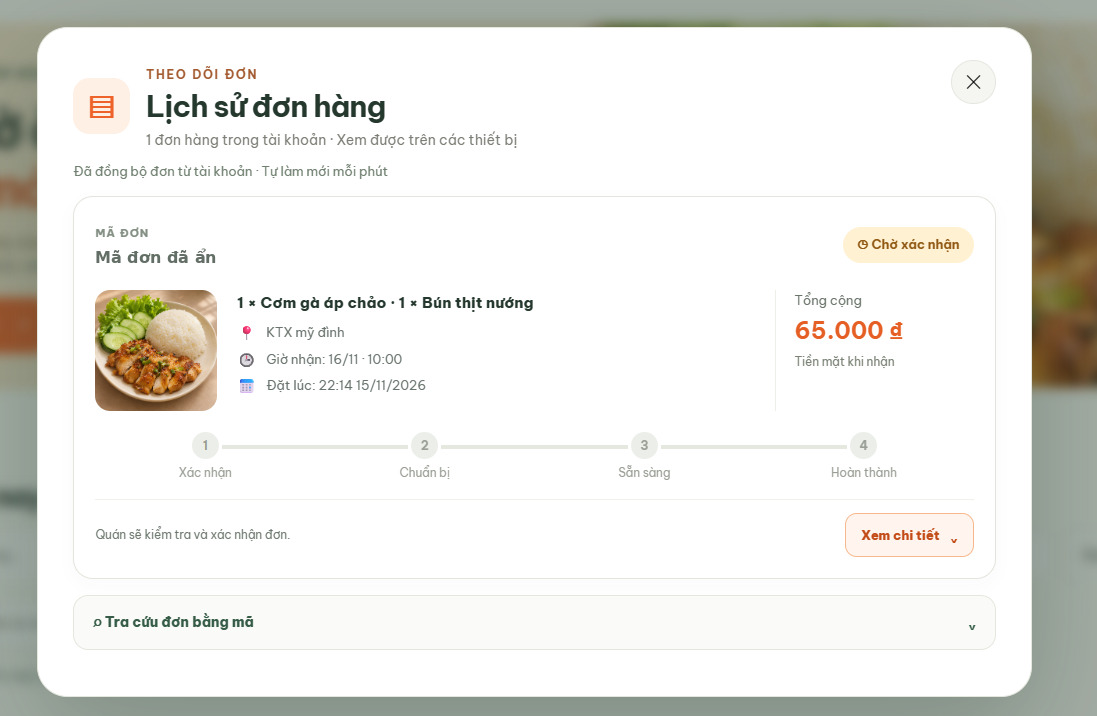 THEO DÕI ĐƠN
Lịch sử đơn hàng
1 đơn hàng trong tài khoản · Xem được trên các thiết bị
Đã đồng bộ đơn từ tài khoản · Tự làm mới mỗi phút
MÃ ĐƠN
Mã đơn đã ẩn
Chờ xác nhận
1 × Cơm gà áp chảo · 1 × Bún thịt nướng
KTX mỹ đình
Giờ nhận: 16/11 · 10:00
Đặt lúc: 22:14 15/11/2026
Tổng cộng
65.000 ₫
Tiền mặt khi nhận
1 2 3 4
Xác nhận Chuẩn bị Sẵn sàng Hoàn thành
Quán sẽ kiểm tra và xác nhận đơn.
Xem chi tiết ⌄
⌕ Tra cứu đơn bằng mã ⌄